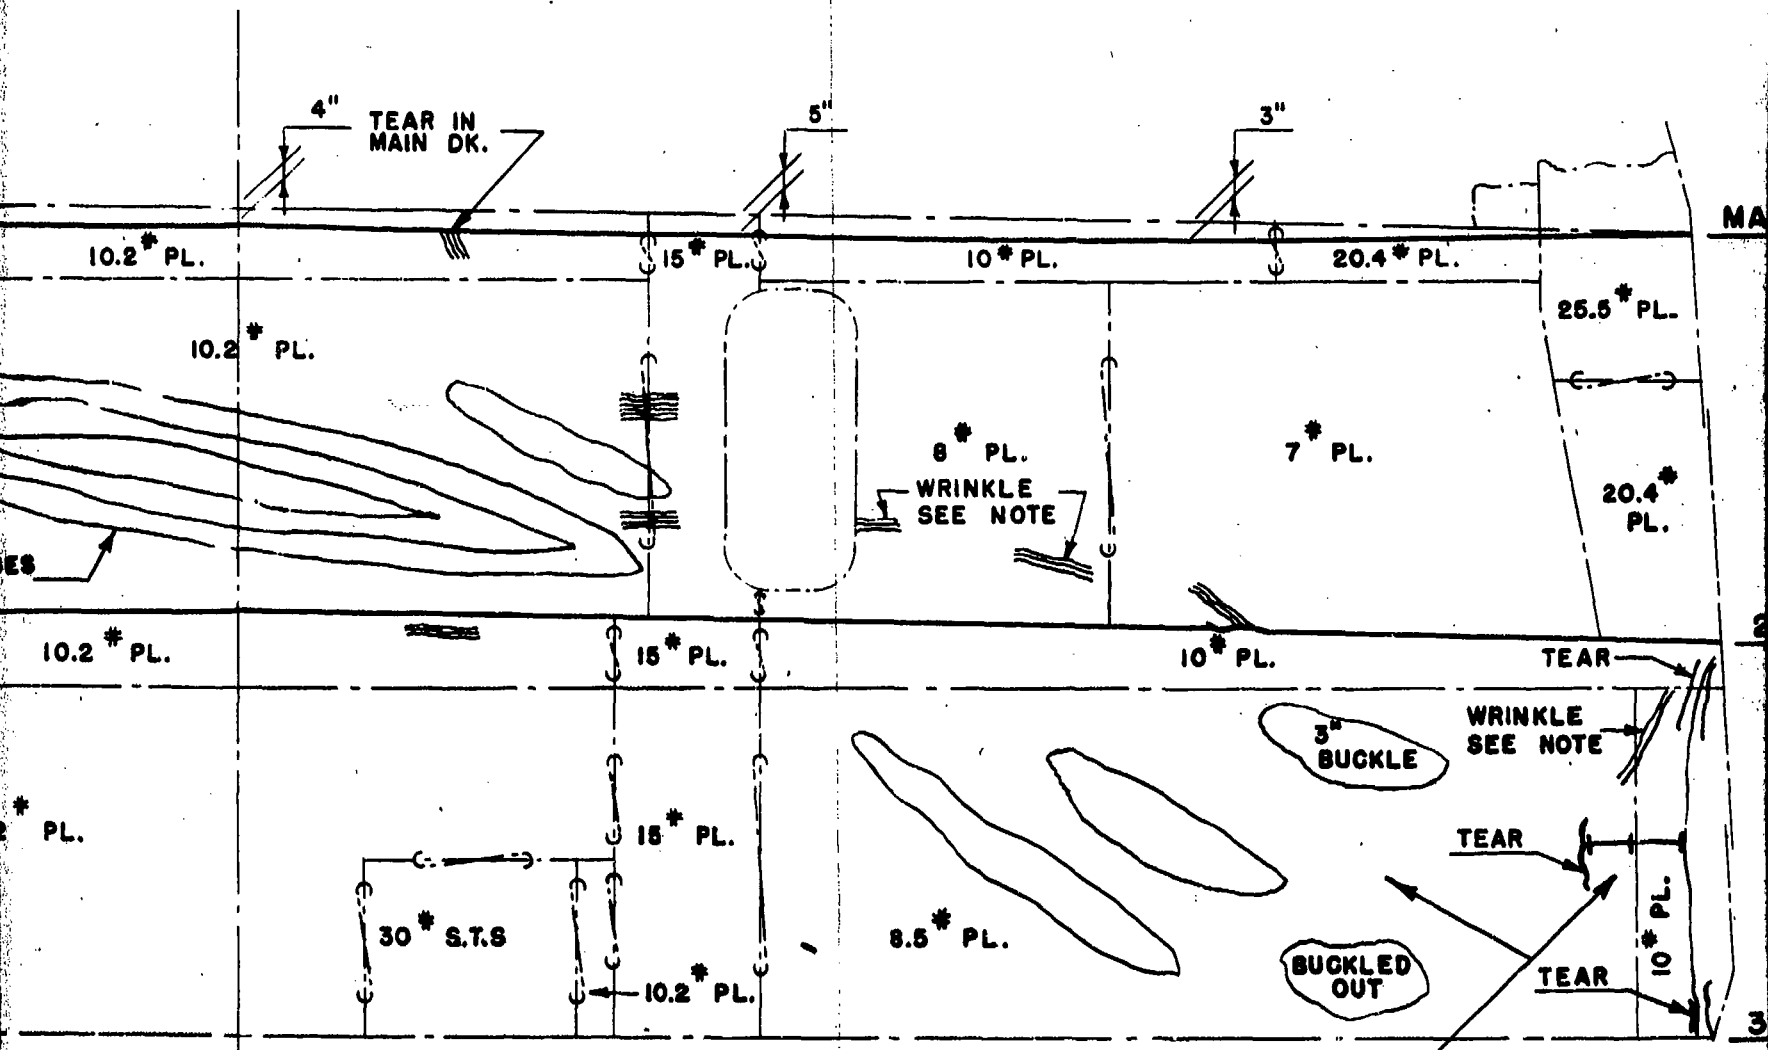 4"
TEAR IN
MAIN DK.
5"
3"
MA
10.2# PL.
15# PL.
10# PL.
20.4# PL.
25.5# PL.
10.2# PL.
8# PL.
7# PL.
WRINKLE
SEE NOTE
20.4#
PL.
ES
2
10.2# PL.
15# PL.
10# PL.
TEAR
3"
BUCKLE
WRINKLE
SEE NOTE
2# PL.
15# PL.
TEAR
30# S.T.S
8.5# PL.
10# PL.
BUCKLED
OUT
TEAR
10.2# PL.
3